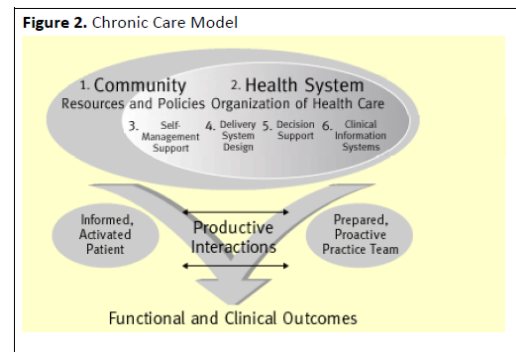 Figure 2. Chronic Care Model
1. Community
Resources and Policies
2. Health System
Organization of Health Care
3. Self-
Management
Support
4. Delivery
System
Design
5. Decision
Support
6. Clinical
Information
Systems
Informed,
Activated
Patient
Productive
Interactions
Prepared,
Proactive
Practice Team
Functional and Clinical Outcomes